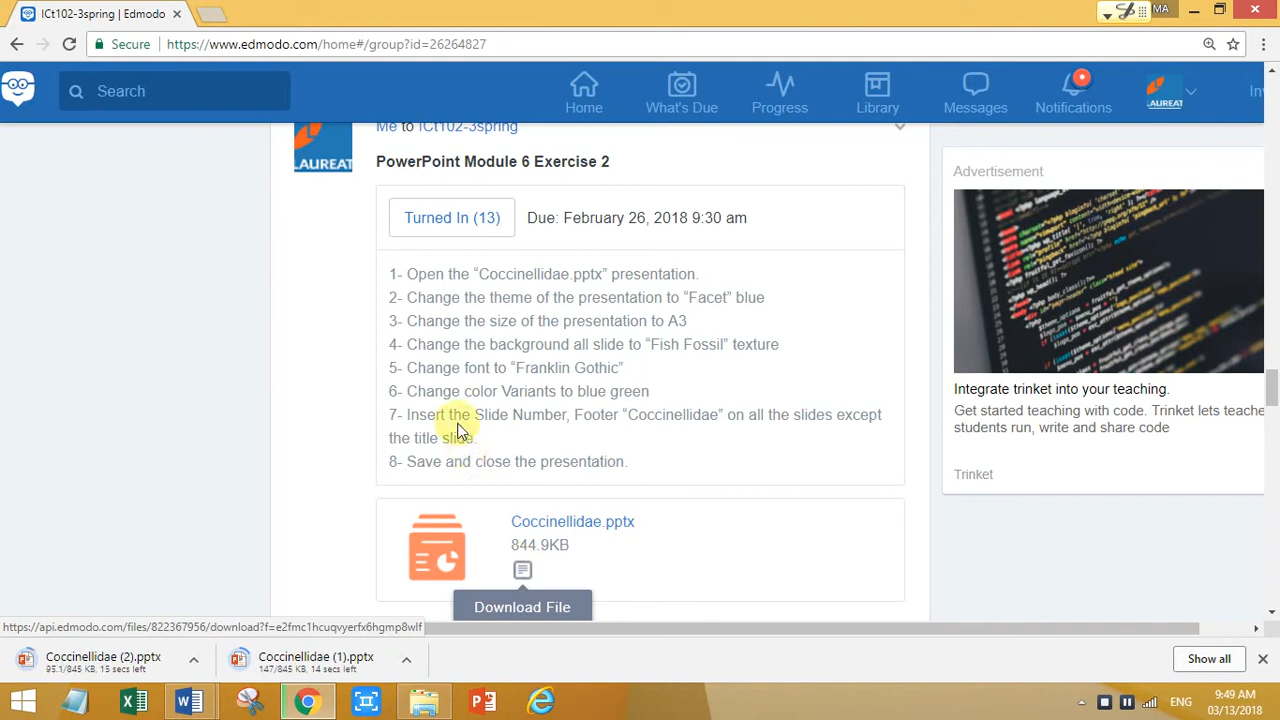 ICt102-3spring | Edmodo
MA
Secure
https://www.edmodo.com/home#/group?id=26264827
Search
Home
What's Due
Progress
Library
Messages
Notifications
LAUREAT
Inv
Me to ICt102-3spring
LAUREAT
PowerPoint Module 6 Exercise 2
Turned In (13)
Due: February 26, 2018 9:30 am
1- Open the “Coccinellidae.pptx” presentation.
2- Change the theme of the presentation to “Facet” blue
3- Change the size of the presentation to A3
4- Change the background all slide to “Fish Fossil” texture
5- Change font to “Franklin Gothic”
6- Change color Variants to blue green
7- Insert the Slide Number, Footer “Coccinellidae” on all the slides except
the title slide.
8- Save and close the presentation.
Coccinellidae.pptx
844.9KB
Download File
Advertisement
Integrate trinket into your teaching.
Get started teaching with code. Trinket lets teache
students run, write and share code
Trinket
https://api.edmodo.com/files/822367956/download?f=e2fmc1hcuqvyerfx6hgmp8wlf
Coccinellidae (2).pptx
95.1/845 KB, 13 secs left
Coccinellidae (1).pptx
147/845 KB, 14 secs left
Show all
ENG
9:49 AM
03/13/2018